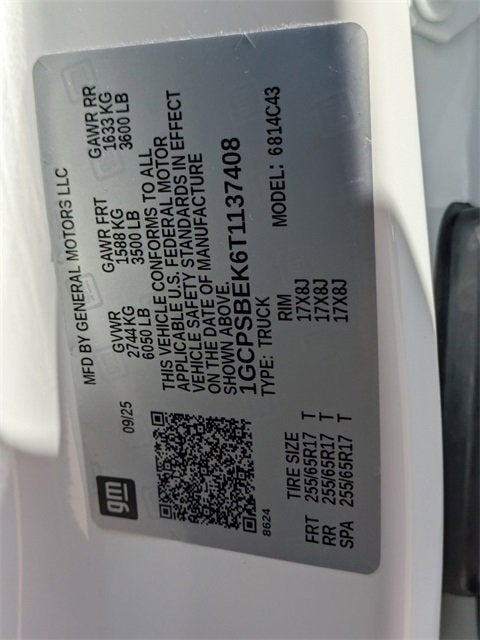 gm
MFD BY GENERAL MOTORS LLC
09/25
GVWR GAWR FRT GAWR RR
2744 KG 1588 KG 1633 KG
6050 LB 3500 LB 3600 LB
THIS VEHICLE CONFORMS TO ALL
APPLICABLE U.S. FEDERAL MOTOR
VEHICLE SAFETY STANDARDS IN EFFECT
ON THE DATE OF MANUFACTURE
SHOWN ABOVE.
1GCPSBEK6T1137408
TYPE: TRUCK MODEL: 6814C43
8624
TIRE SIZE RIM
FRT 255/65R17 T 17X8J
RR 255/65R17 T 17X8J
SPA 255/65R17 T 17X8J